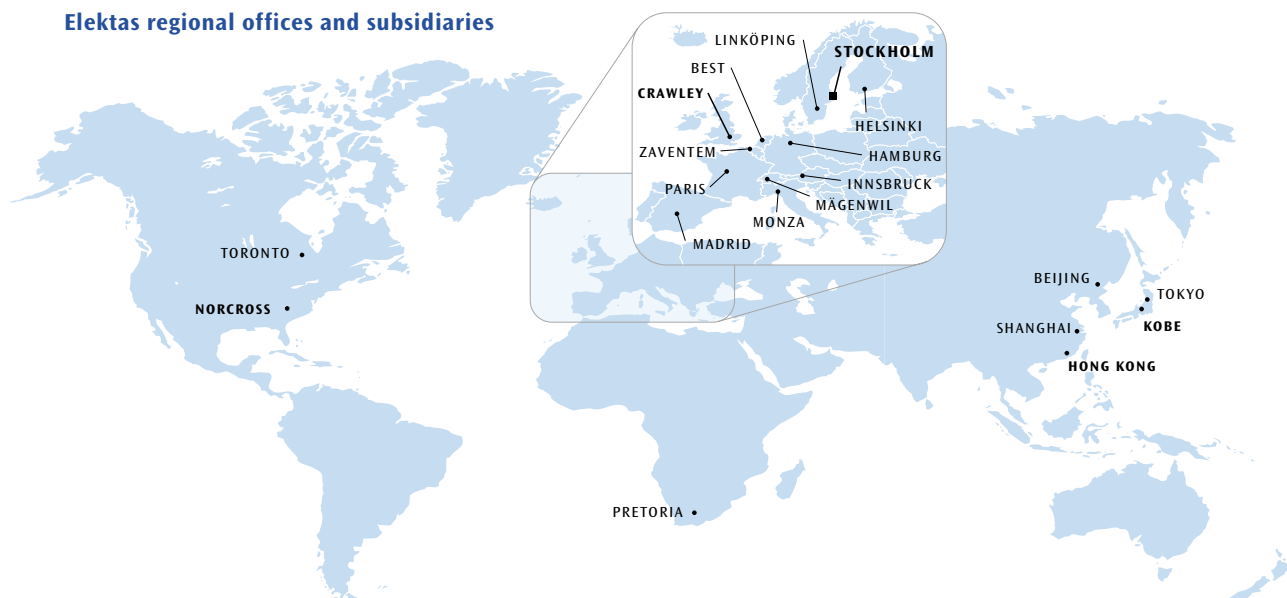 Elektas regional offices and subsidiaries
LINKÖPING
STOCKHOLM
BEST
CRAWLEY
HELSINKI
ZAVENTEM
HAMBURG
PARIS
INNSBRUCK
MÄGENWIL
MONZA
MADRID
TORONTO
NORCROSS
BEIJING
TOKYO
SHANGHAI
KOBE
HONG KONG
PRETORIA